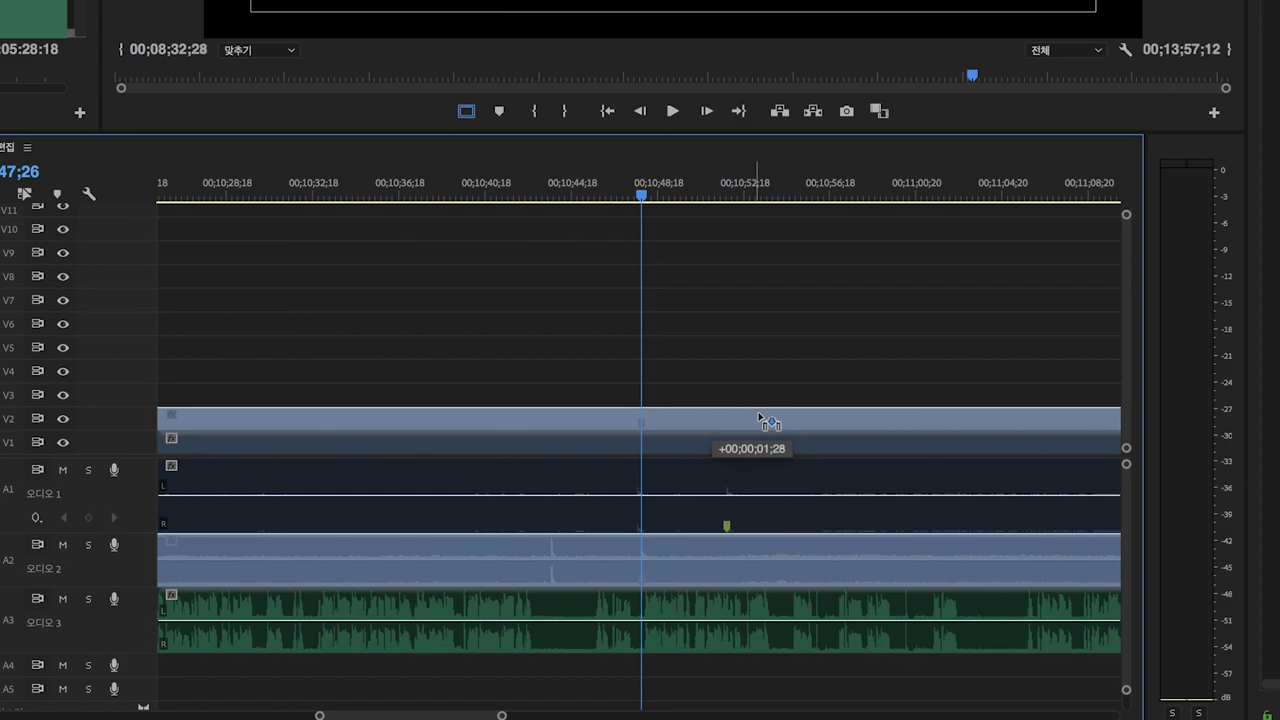 05:28:18
00;08;32;28
맞추기
전체
00;13;57;12
편집
47;26
18
00;10;28;18
00;10;32;18
00;10;36;18
00;10;40;18
00;10;44;18
00;10;48;18
00;10;52;18
00;10;56;18
00;11;00;20
00;11;04;20
00;11;08;20
V11
V10
V9
V8
V7
V6
V5
V4
V3
V2
fx
V1
fx
+00;00;01;28
M S
fx
A1
L
오디오 1
R
M S
A2
오디오 2
M S
fx
L
A3
오디오 3
R
A4
M S
A5
M S
0
-3
-6
-9
-12
-15
-18
-21
-24
-27
-30
-33
-36
-39
-42
-45
-48
-51
-54
-57
dB
S S